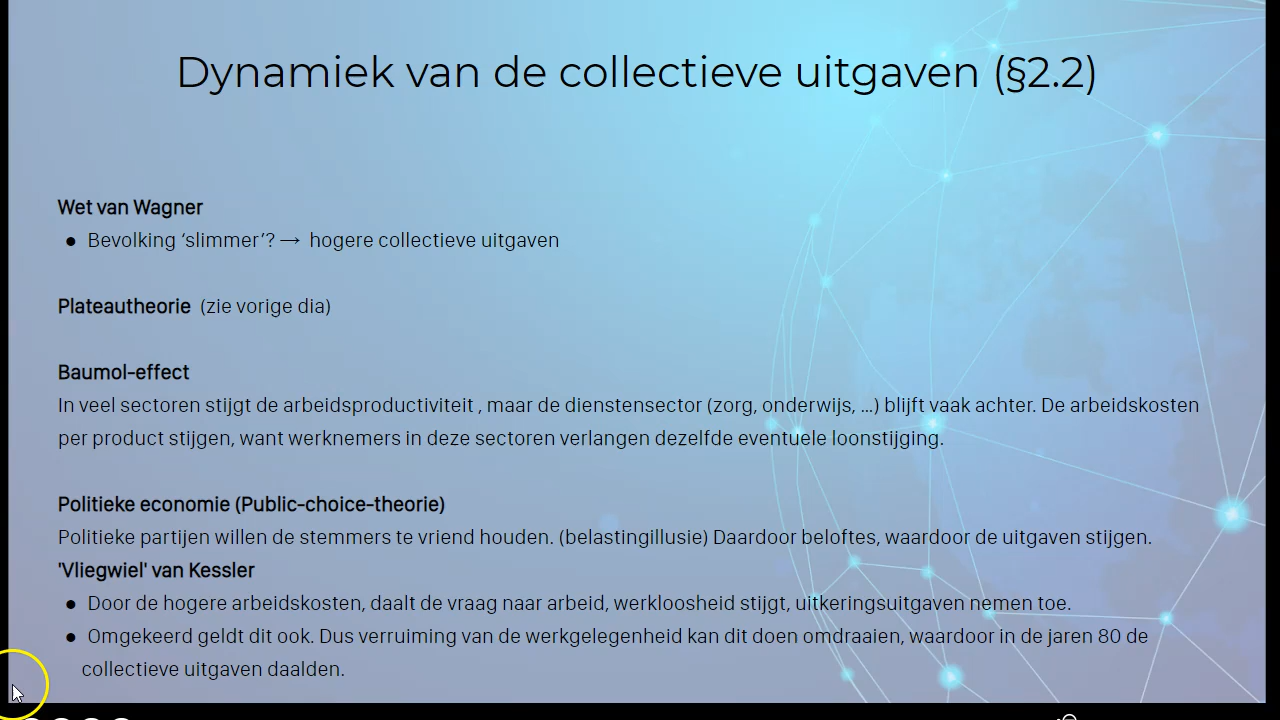 Dynamiek van de collectieve uitgaven (§2.2)
Wet van Wagner
● Bevolking ‘slimmer’? → hogere collectieve uitgaven
Plateautheorie (zie vorige dia)
Baumol-effect
In veel sectoren stijgt de arbeidsproductiviteit , maar de dienstensector (zorg, onderwijs, ...) blijft vaak achter. De arbeidskosten
per product stijgen, want werknemers in deze sectoren verlangen dezelfde eventuele loonstijging.
Politieke economie (Public-choice-theorie)
Politieke partijen willen de stemmers te vriend houden. (belastingillusie) Daardoor beloftes, waardoor de uitgaven stijgen.
'Vliegwiel' van Kessler
● Door de hogere arbeidskosten, daalt de vraag naar arbeid, werkloosheid stijgt, uitkeringsuitgaven nemen toe.
● Omgekeerd geldt dit ook. Dus verruiming van de werkgelegenheid kan dit doen omdraaien, waardoor in de jaren 80 de
collectieve uitgaven daalden.